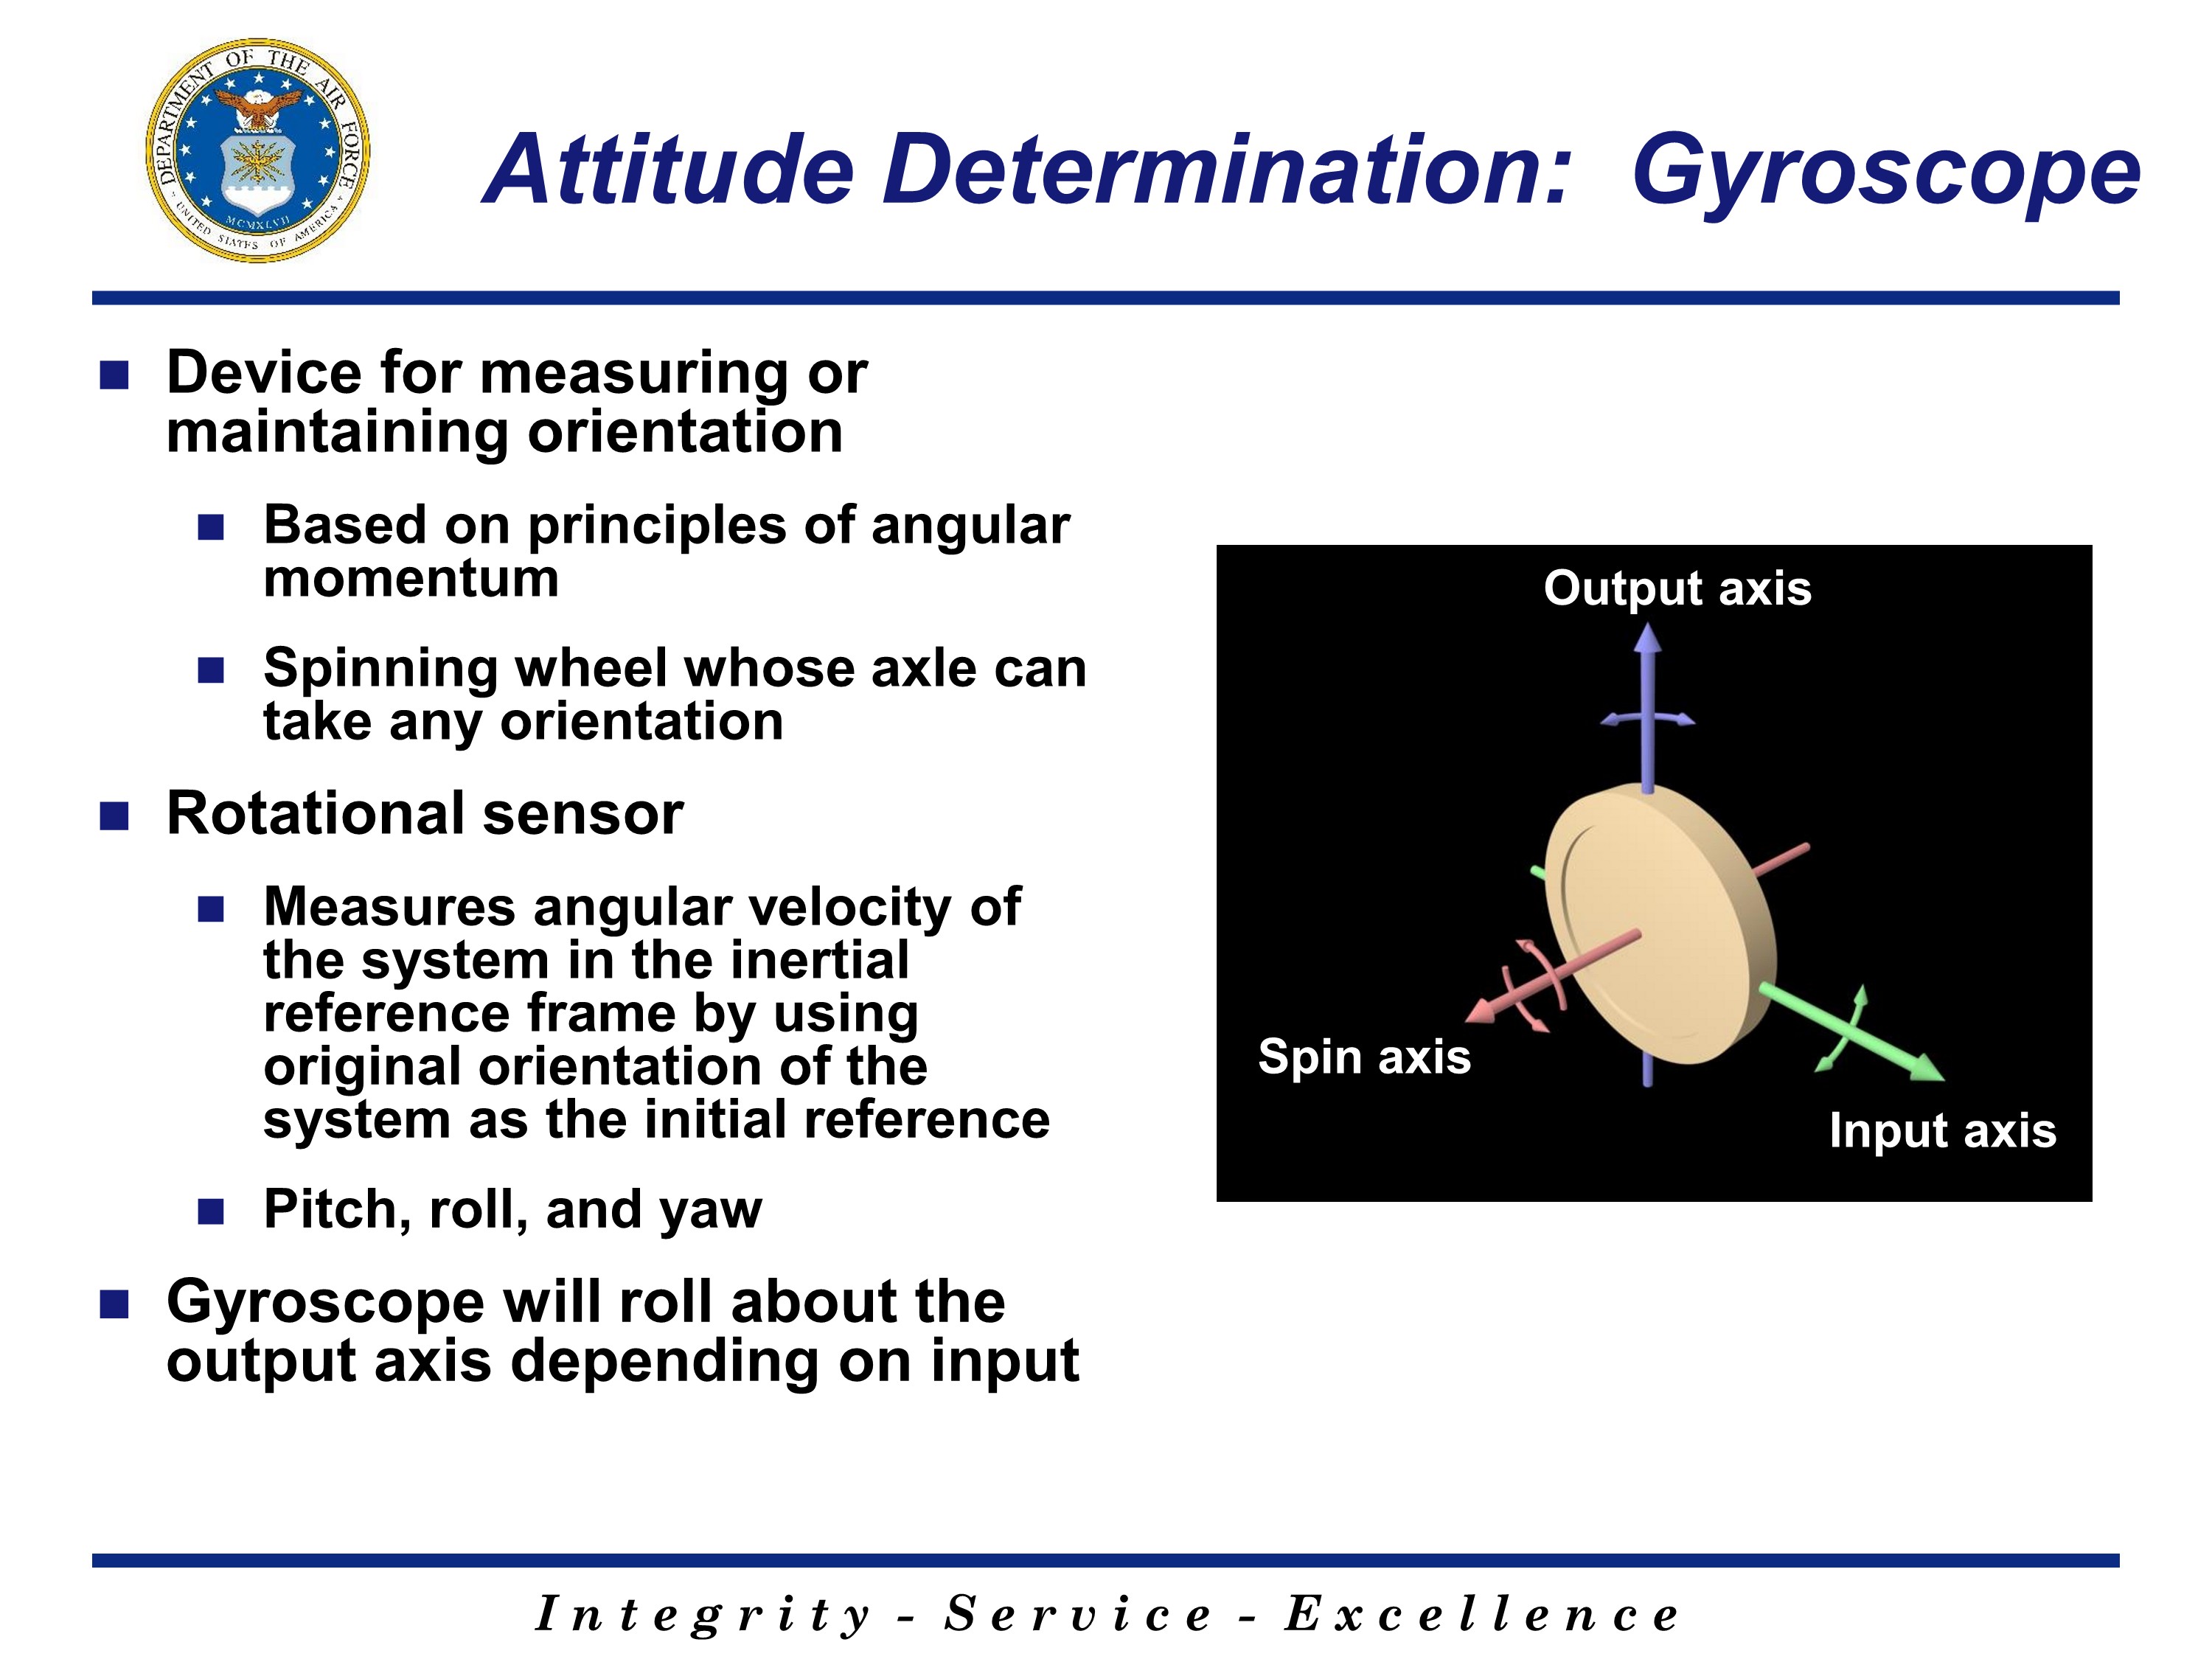 DEPARTMENT OF THE AIR FORCE
MCMXLVII
UNITED STATES OF AMERICA
Attitude Determination: Gyroscope
Device for measuring or
maintaining orientation
Based on principles of angular
momentum
Spinning wheel whose axle can
take any orientation
Rotational sensor
Measures angular velocity of
the system in the inertial
reference frame by using
original orientation of the
system as the initial reference
Pitch, roll, and yaw
Gyroscope will roll about the
output axis depending on input
Output axis
Spin axis
Input axis
Integrity - Service - Excellence